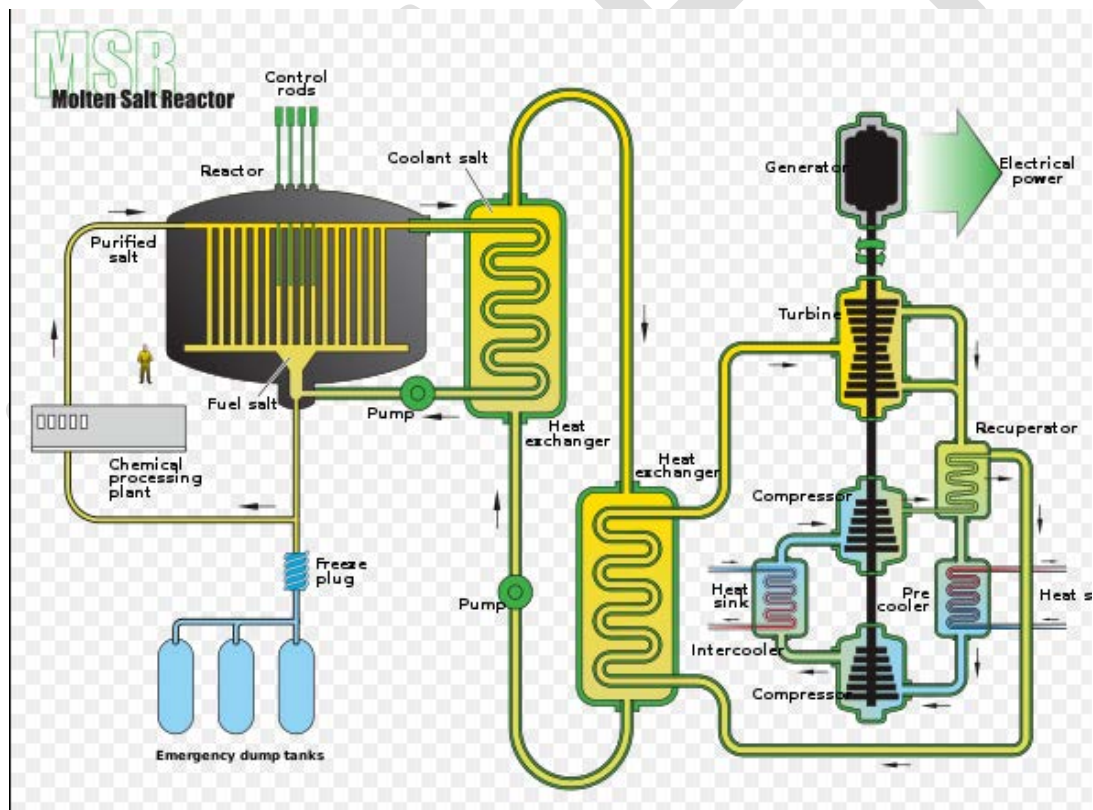 MSR
Molten Salt Reactor
Control
rods
Reactor
Coolant salt
Purified
salt
Fuel salt
Pump
Heat
exchanger
Chemical
processing
plant
Freeze
plug
Emergency dump tanks
Pump
Heat
exchanger
Generator
Electrical
power
Turbine
Recuperator
Compressor
Heat
sink
Pre
cooler
Heat s
Intercooler
Compressor